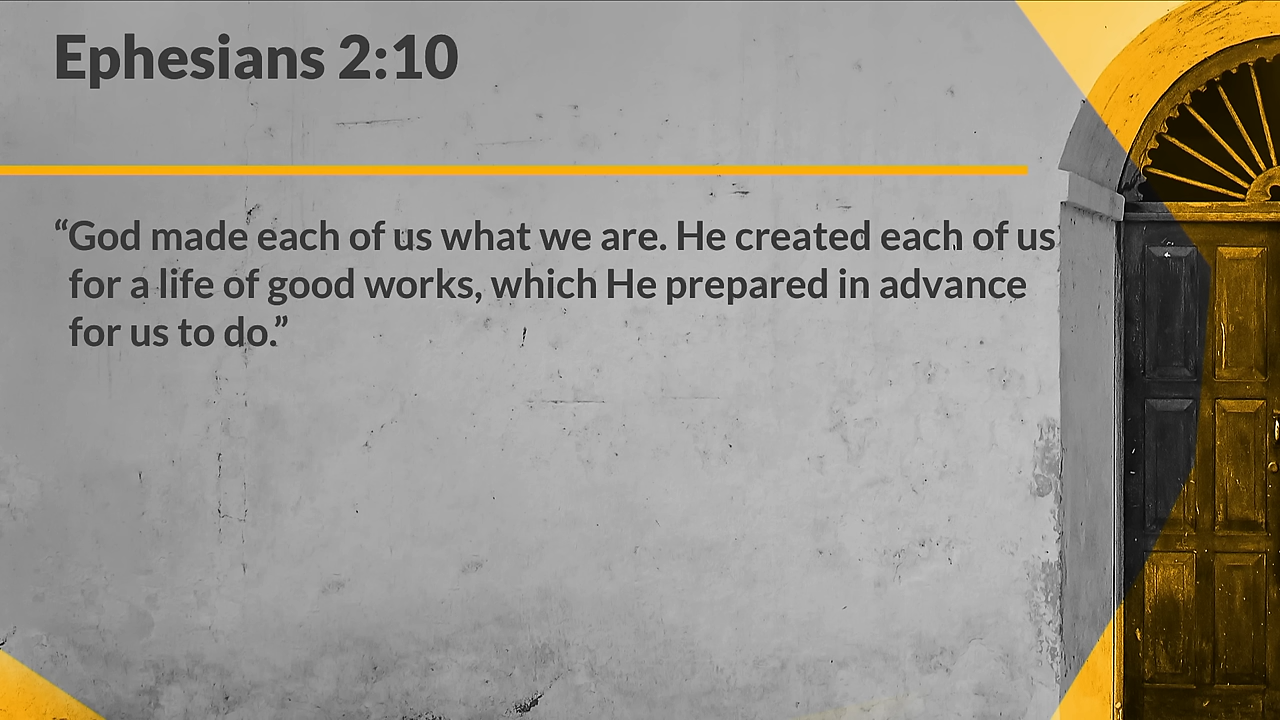 Ephesians 2:10
“God made each of us what we are. He created each of us
for a life of good works, which He prepared in advance
for us to do.”